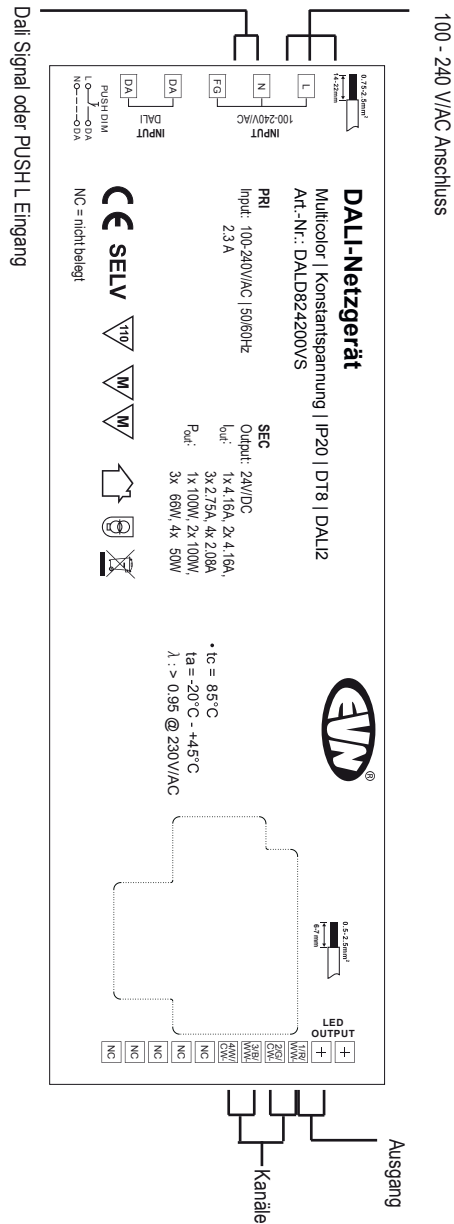 100 - 240 V/AC Anschluss
Dali Signal oder PUSH L Eingang
0.75-2.5mm²
14-22mm
L
N
FG
100-240V/AC
INPUT
DA
DA
DALI
INPUT
PUSH DIM
L DA
N DA
DALI-Netzgerät
Multicolor | Konstantspannung | IP20 | DT8 | DALI2
Art.-Nr.: DALD824200VS
PRI
Input: 100-240V/AC | 50/60Hz
2.3 A
CE SELV 110 M M
NC = nicht belegt
SEC
Output: 24V/DC
Iout: 1x 4.16A, 2x 4.16A,
3x 2.75A, 4x 2.08A
Pout: 1x 100W, 2x 100W,
3x 66W, 4x 50W
EVN®
• tc = 85°C
ta = -20°C - +45°C
λ : > 0.95 @ 230V/AC
0.5-2.5mm²
6-7mm
LED
OUTPUT
+
+
1/R/
WW-
2/G/
CW-
3/B/
WW-
4/W/
CW-
NC
NC
NC
NC
NC
Ausgang
Kanäle